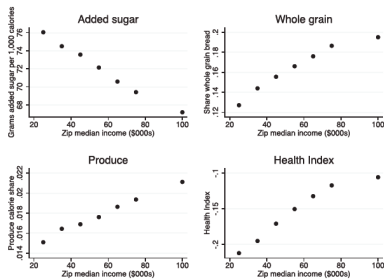 Added sugar
Grams added sugar per 1,000 calories
76
74
72
70
68
20 40 60 80 100
Zip median income ($000s)
Whole grain
Share whole grain bread
.2
.18
.16
.14
.12
20 40 60 80 100
Zip median income ($000s)
Produce
Produce calorie share
.022
.02
.018
.016
.014
20 40 60 80 100
Zip median income ($000s)
Health Index
Health Index
-.1
-.15
-.2
20 40 60 80 100
Zip median income ($000s)